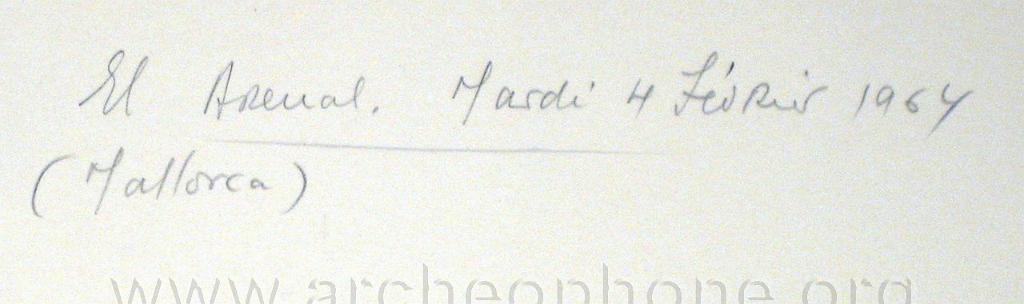 El Arenal. Mardi 4 Février 1964
(Mallorca)
www.archeophone.org